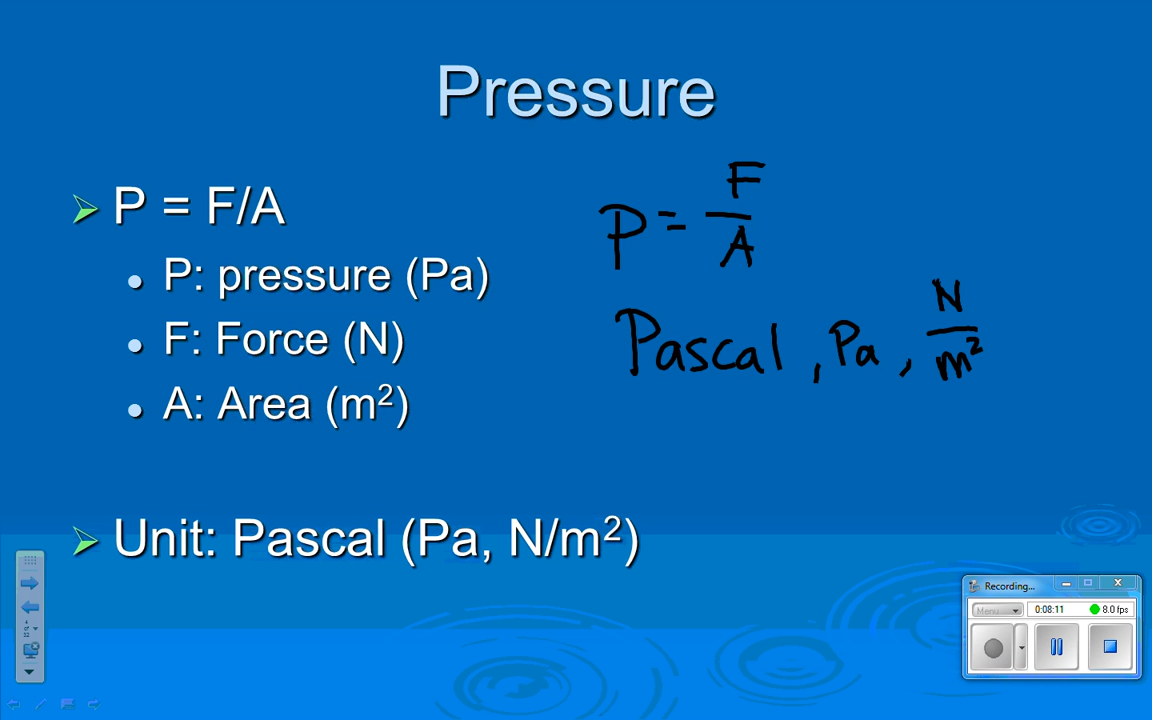 Pressure
P = F/A
P: pressure (Pa)
F: Force (N)
A: Area (m²)
Unit: Pascal (Pa, N/m²)
P = F/A
Pascal, Pa, N/m²
Recording...
Menu
0:08:11
8.0 fps